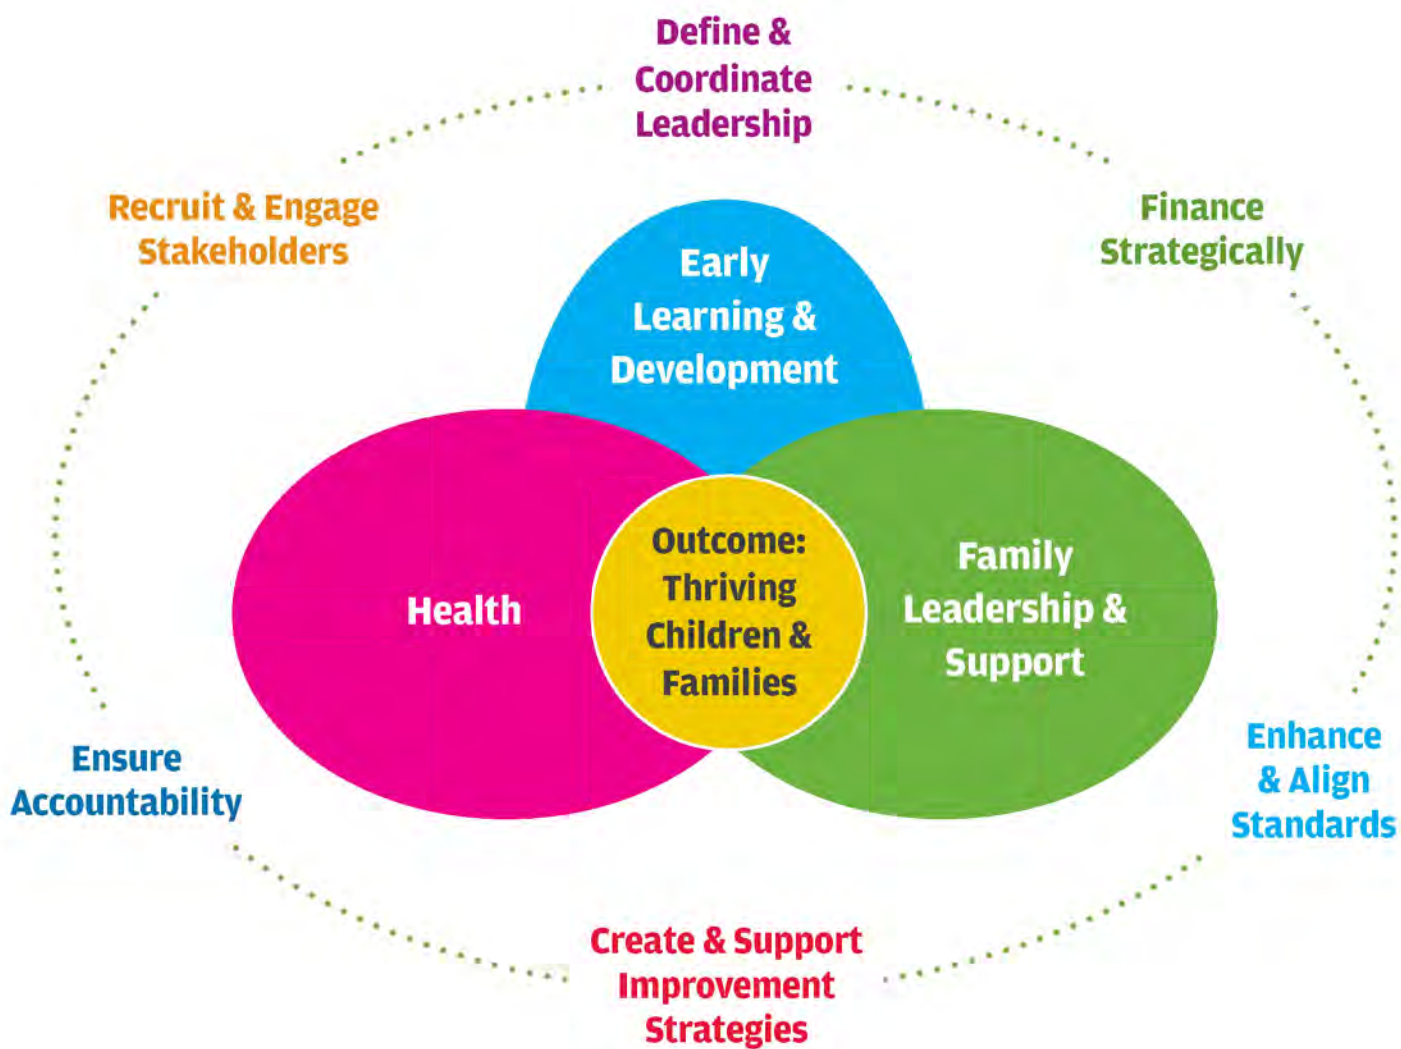 Define &
Coordinate
Leadership
Recruit & Engage
Stakeholders
Finance
Strategically
Early
Learning &
Development
Health
Outcome:
Thriving
Children &
Families
Family
Leadership &
Support
Ensure
Accountability
Enhance
& Align
Standards
Create & Support
Improvement
Strategies